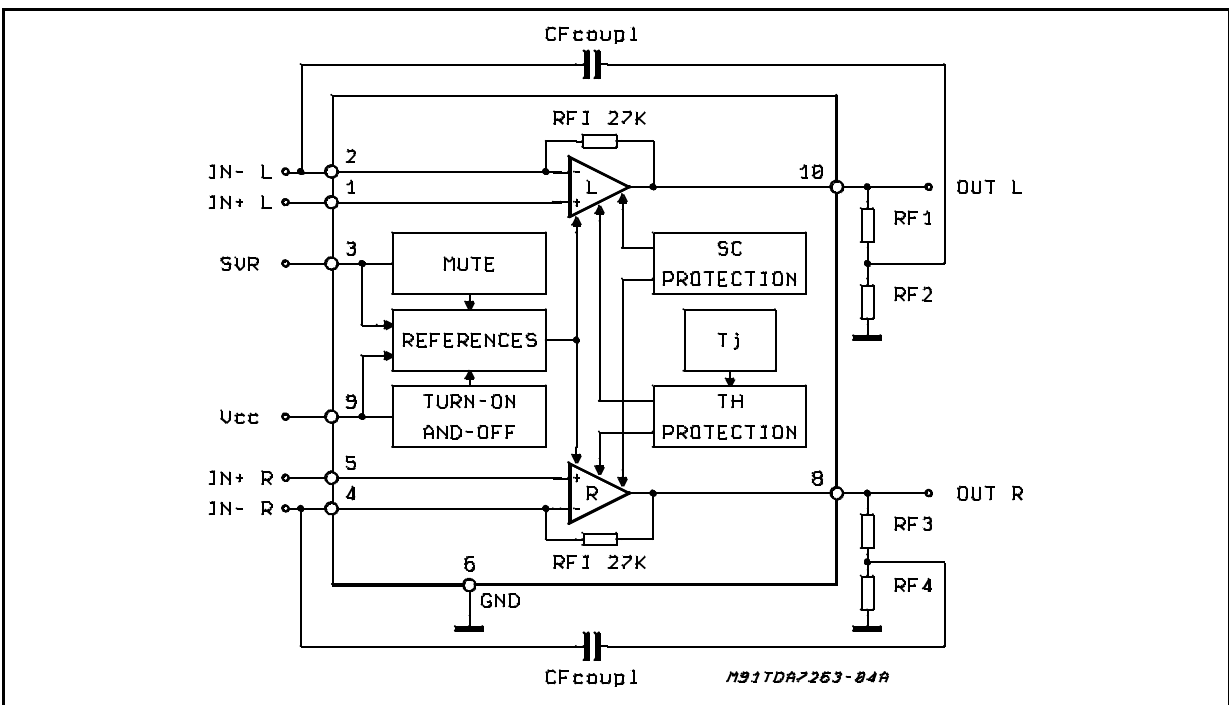 CFcoupl
RFI 27K
IN- L
2
L
10
OUT L
IN+ L
1
RF1
SVR
3
MUTE
SC
PROTECTION
RF2
REFERENCES
Tj
Vcc
9
TURN-ON
AND-OFF
TH
PROTECTION
IN+ R
5
R
8
OUT R
IN- R
4
RF3
RFI 27K
6
GND
RF4
CFcoupl
M91TDA7263-04A